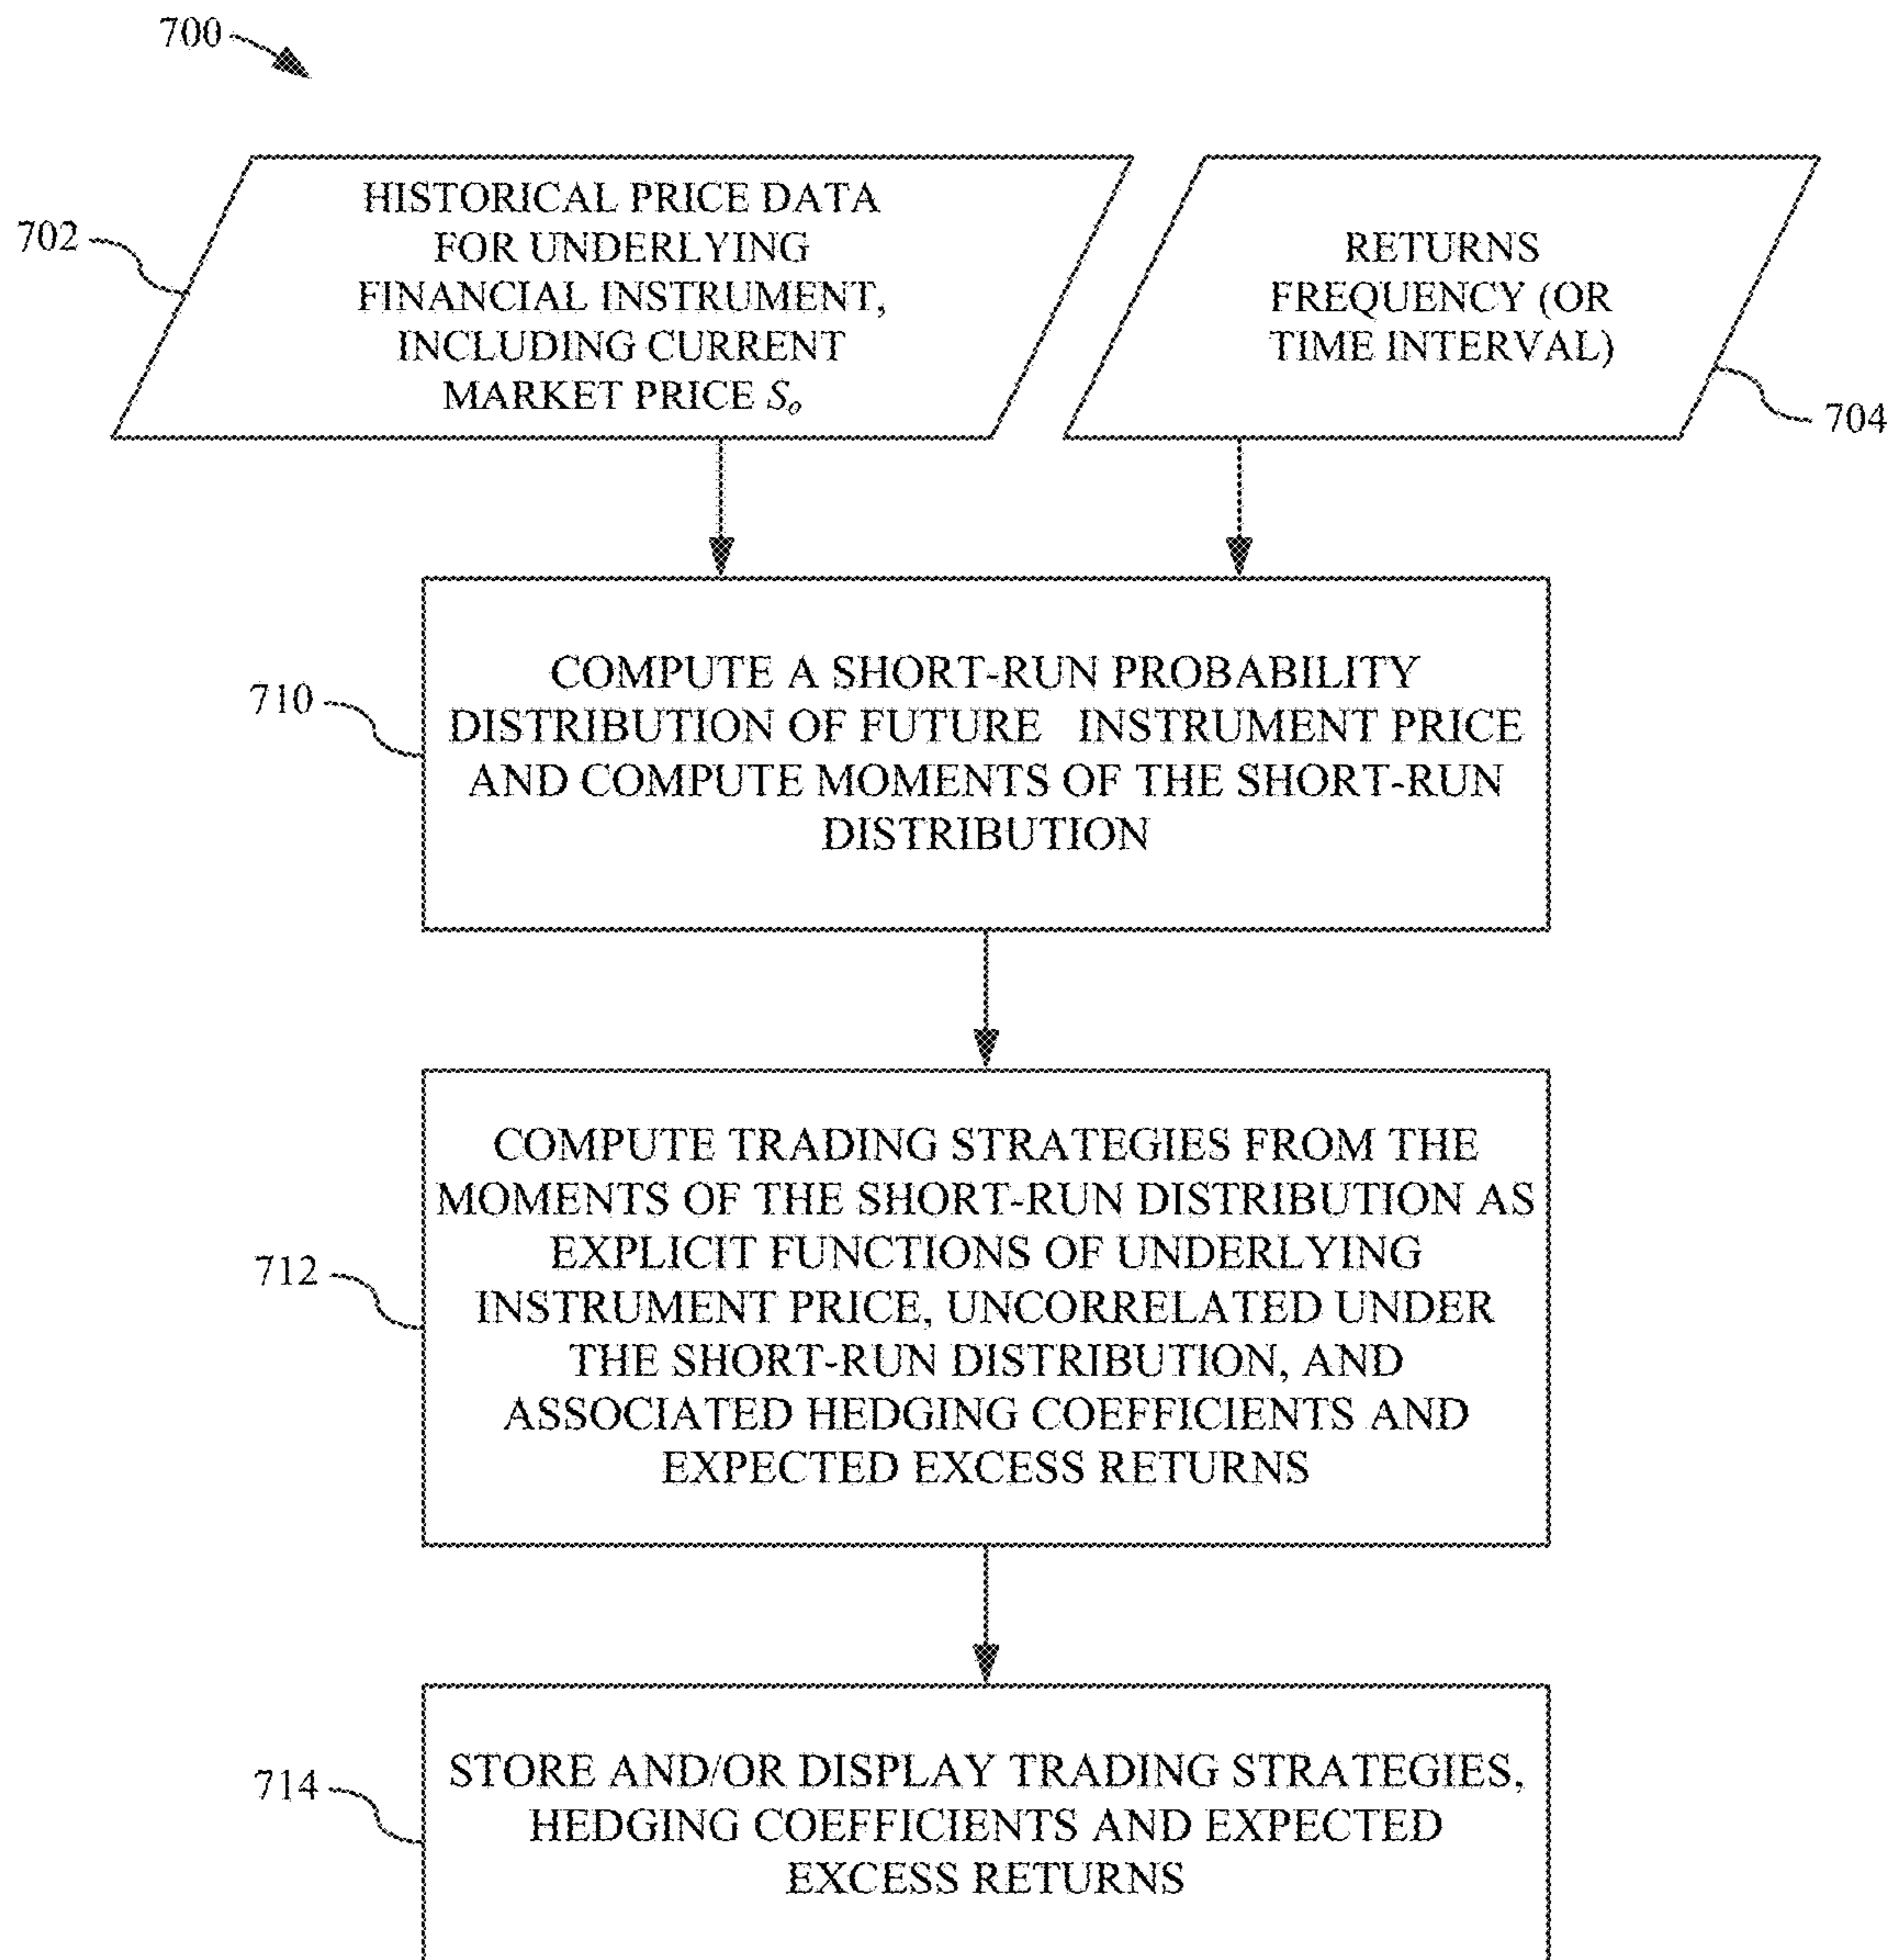 700
702
HISTORICAL PRICE DATA
FOR UNDERLYING
FINANCIAL INSTRUMENT,
INCLUDING CURRENT
MARKET PRICE Sₒ
RETURNS
FREQUENCY (OR
TIME INTERVAL)
704
710
COMPUTE A SHORT-RUN PROBABILITY
DISTRIBUTION OF FUTURE INSTRUMENT PRICE
AND COMPUTE MOMENTS OF THE SHORT-RUN
DISTRIBUTION
712
COMPUTE TRADING STRATEGIES FROM THE
MOMENTS OF THE SHORT-RUN DISTRIBUTION AS
EXPLICIT FUNCTIONS OF UNDERLYING
INSTRUMENT PRICE, UNCORRELATED UNDER
THE SHORT-RUN DISTRIBUTION, AND
ASSOCIATED HEDGING COEFFICIENTS AND
EXPECTED EXCESS RETURNS
714
STORE AND/OR DISPLAY TRADING STRATEGIES,
HEDGING COEFFICIENTS AND EXPECTED
EXCESS RETURNS